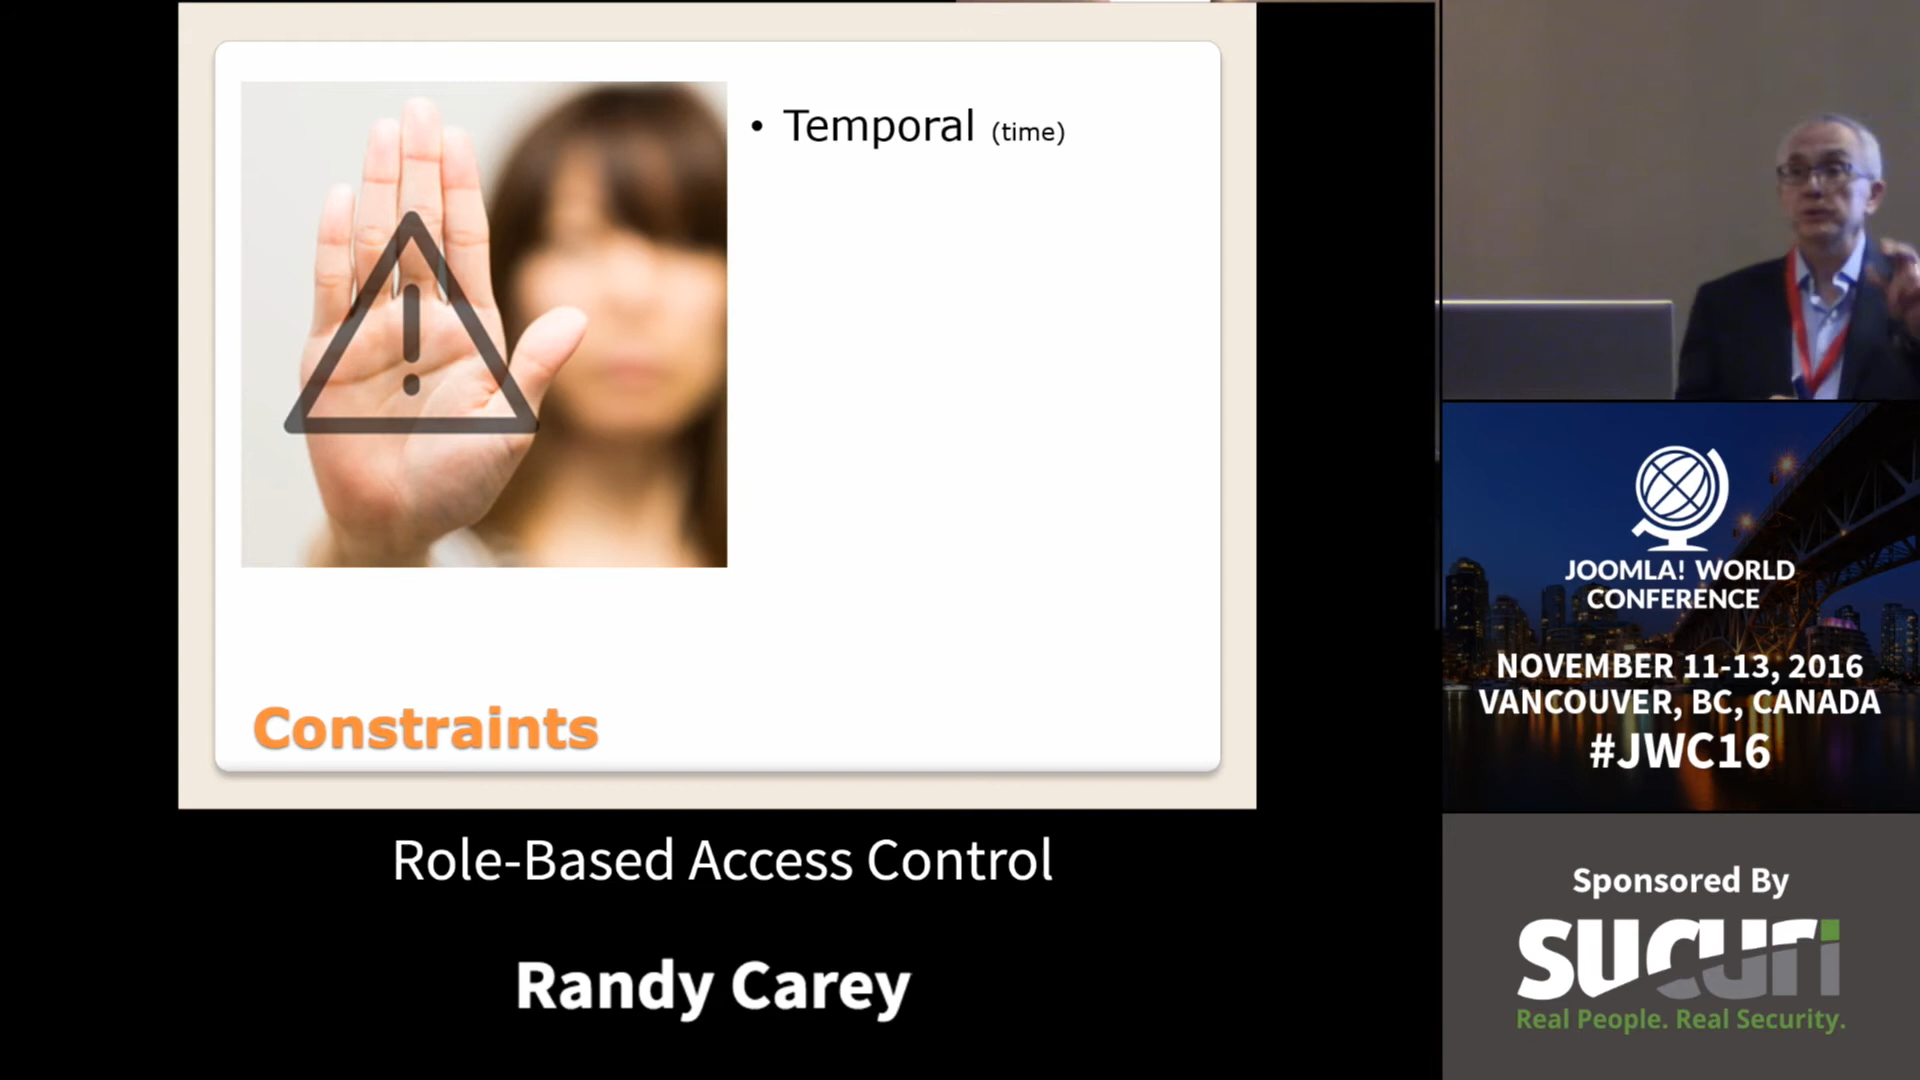 • Temporal (time)
Constraints
Role-Based Access Control
Randy Carey
JOOMLA! WORLD
CONFERENCE
NOVEMBER 11-13, 2016
VANCOUVER, BC, CANADA
#JWC16
Sponsored By
SUCURi
Real People. Real Security.